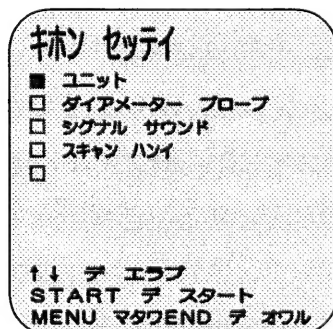 キホン セッテイ
■ ユニット
□ ダイアメーター プローブ
□ シグナル サウンド
□ スキャン ハンイ
□
↑↓ デ エラブ
START デ スタート
MENU マタワEND デ オワル